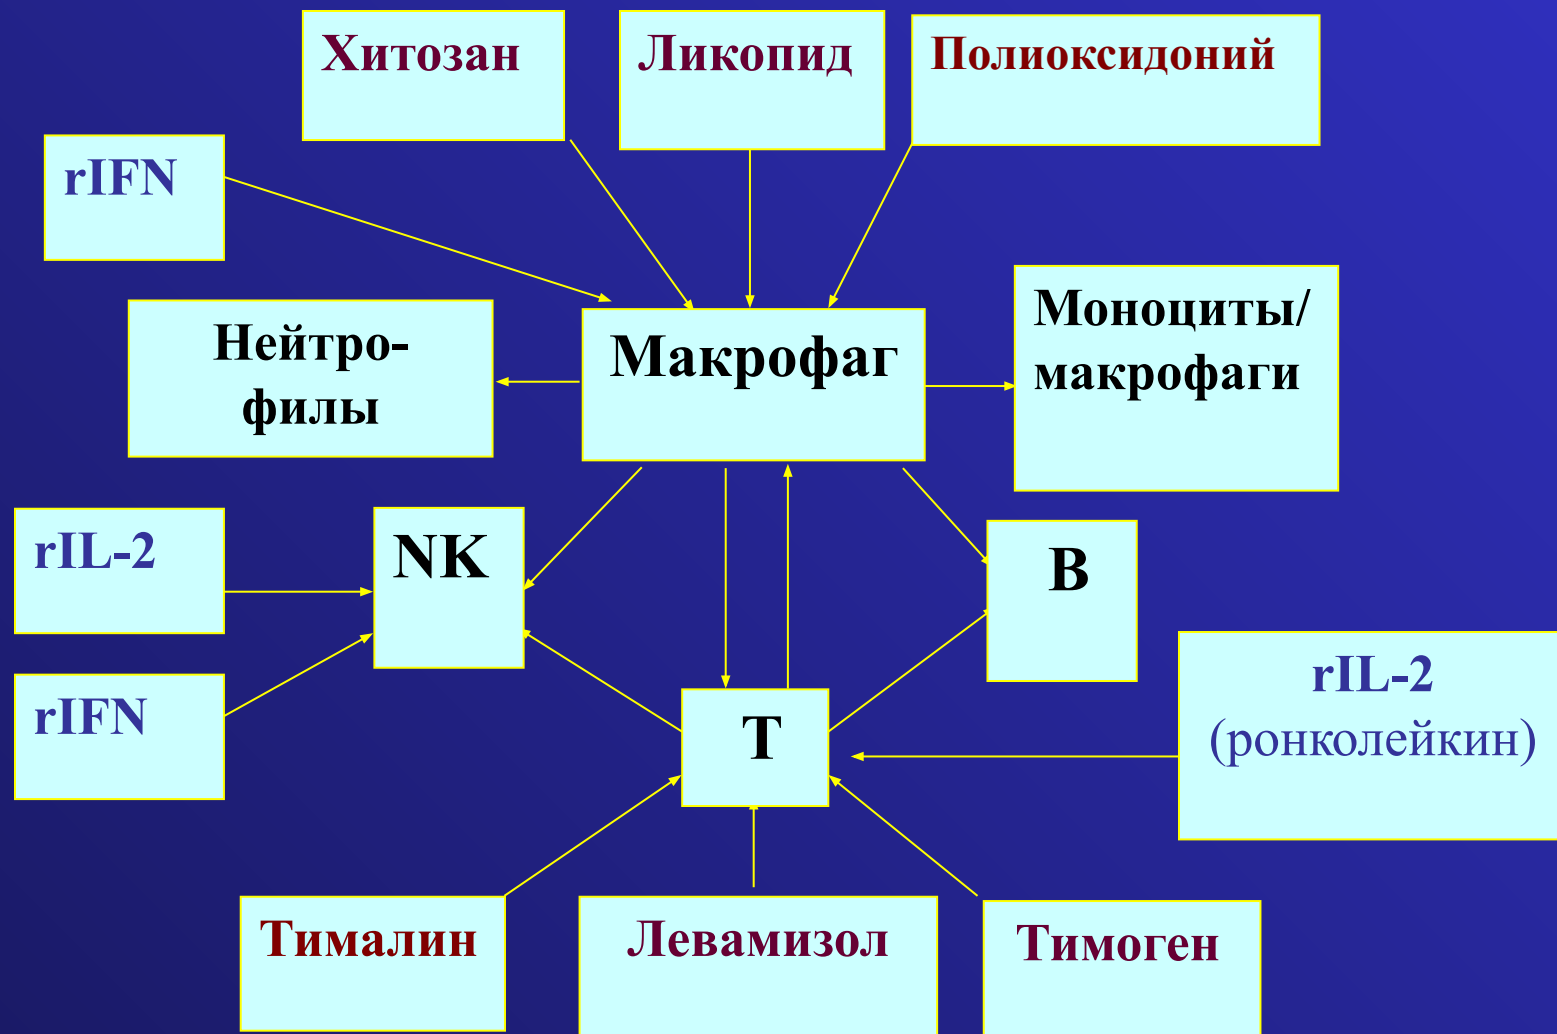 Хитозан
Ликопид
Полиоксидоний
rIFN
Нейтро-
филы
Макрофаг
Моноциты/
макрофаги
rIL-2
NK
B
rIFN
T
rIL-2
(ронколейкин)
Тималин
Левамизол
Тимоген